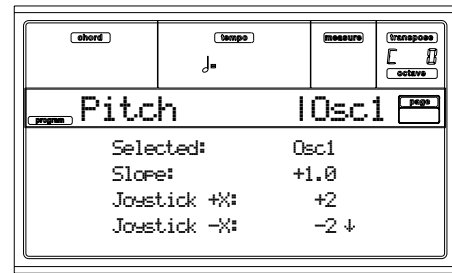 chord tempo measure transpose
♩= C 0
octave
program Pitch |Osc1 page
Selected: Osc1
Slope: +1.0
Joystick +X: +2
Joystick -X: -2 ↓